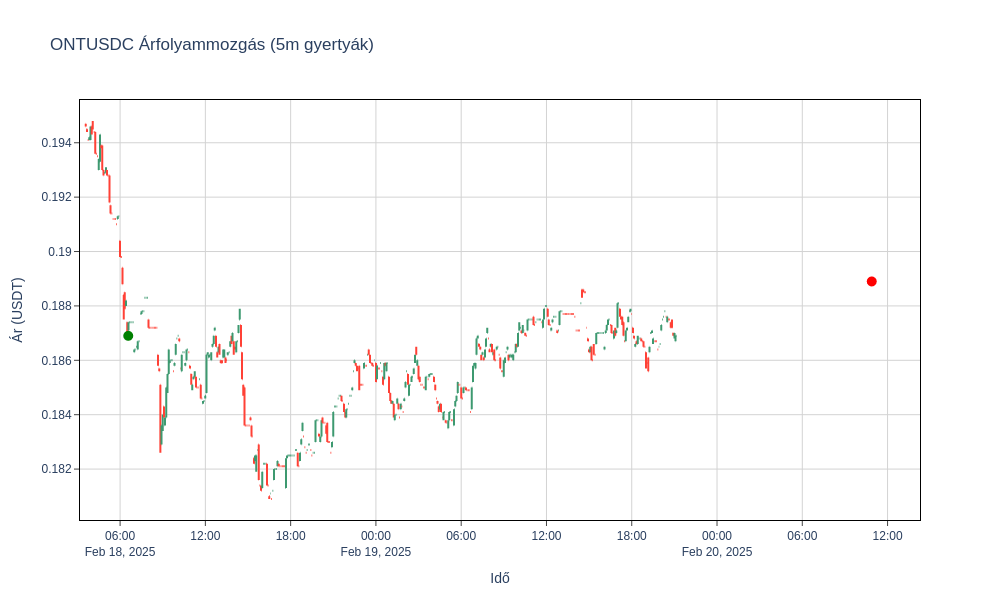 ONTUSDC Árfolyammozgás (5m gyertyák)
Ár (USDT)
0.194
0.192
0.19
0.188
0.186
0.184
0.182
06:00 12:00 18:00 00:00 06:00 12:00 18:00 00:00 06:00 12:00
Feb 18, 2025 Feb 19, 2025 Feb 20, 2025
Idő